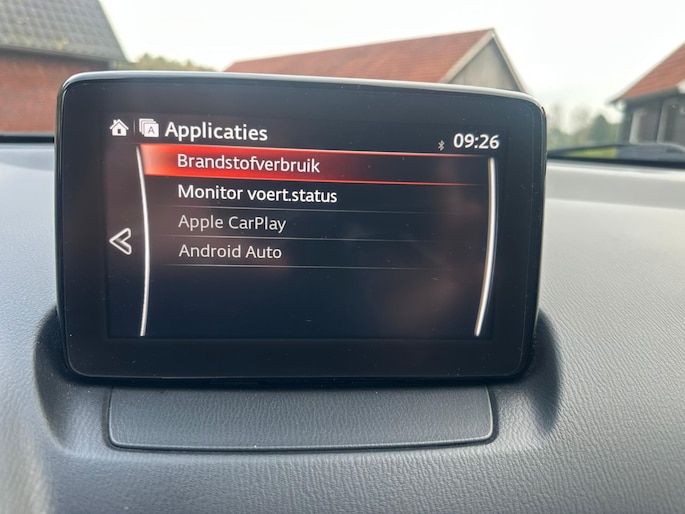 A Applicaties 09:26
Brandstofverbruik
Monitor voert.status
Apple CarPlay
Android Auto